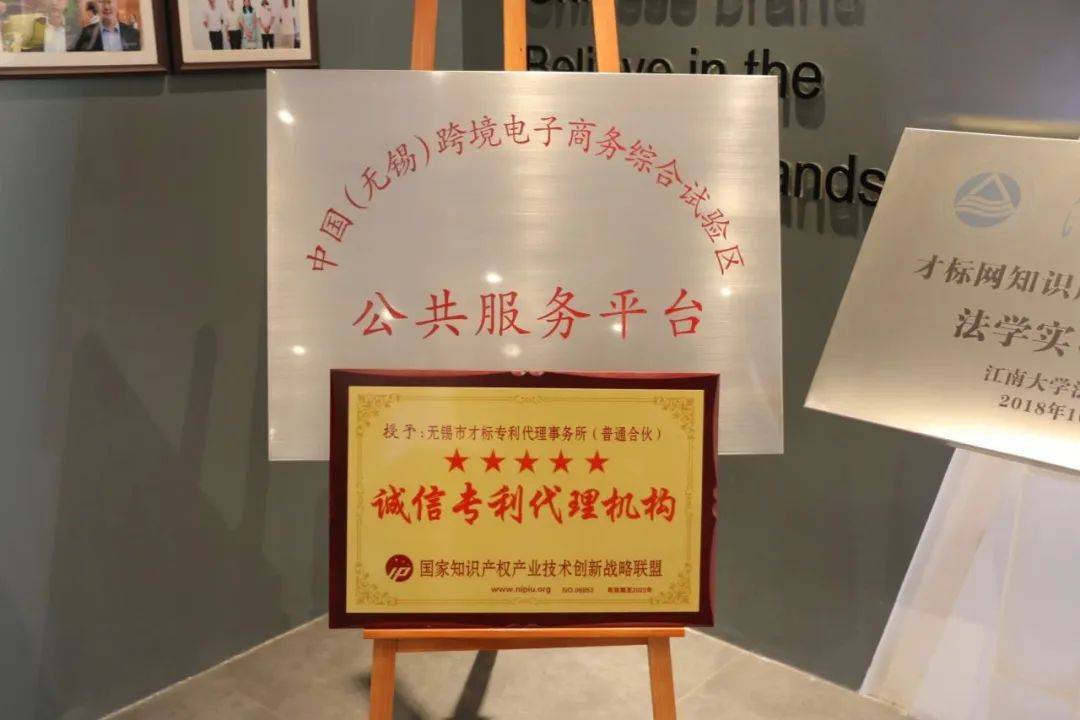 Chinese brand
Believe in the
ands
中国(无锡)跨境电子商务综合试验区
公共服务平台
授予:无锡市才标专利代理事务所(普通合伙)
★★★★★
诚信专利代理机构
国家知识产权产业技术创新战略联盟
www.nipiu.org
才标网知识
法学实
江南大学法
2018年1